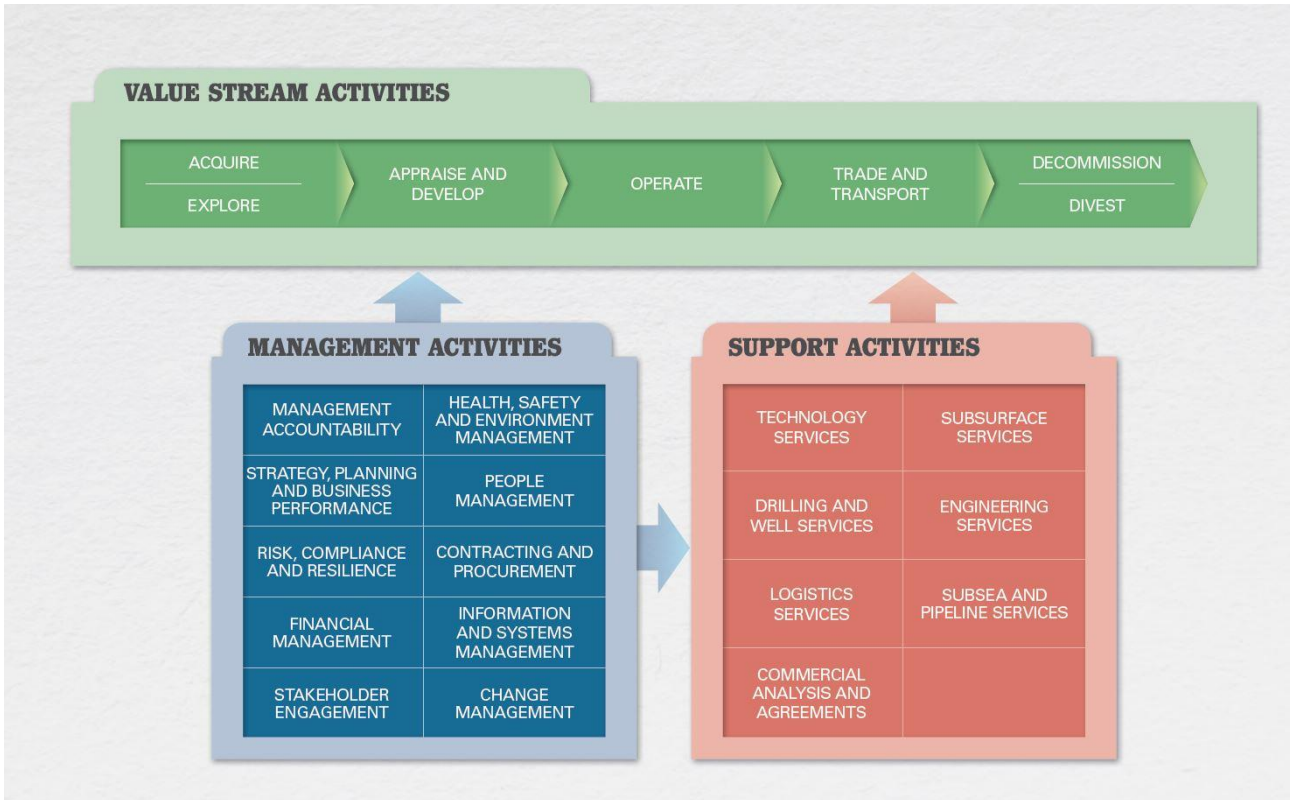 VALUE STREAM ACTIVITIES
ACQUIRE
EXPLORE
APPRAISE AND
DEVELOP
OPERATE
TRADE AND
TRANSPORT
DECOMMISSION
DIVEST
MANAGEMENT ACTIVITIES
MANAGEMENT
ACCOUNTABILITY
HEALTH, SAFETY
AND ENVIRONMENT
MANAGEMENT
STRATEGY, PLANNING
AND BUSINESS
PERFORMANCE
PEOPLE
MANAGEMENT
RISK, COMPLIANCE
AND RESILIENCE
CONTRACTING AND
PROCUREMENT
FINANCIAL
MANAGEMENT
INFORMATION
AND SYSTEMS
MANAGEMENT
STAKEHOLDER
ENGAGEMENT
CHANGE
MANAGEMENT
SUPPORT ACTIVITIES
TECHNOLOGY
SERVICES
SUBSURFACE
SERVICES
DRILLING AND
WELL SERVICES
ENGINEERING
SERVICES
LOGISTICS
SERVICES
SUBSEA AND
PIPELINE SERVICES
COMMERCIAL
ANALYSIS AND
AGREEMENTS